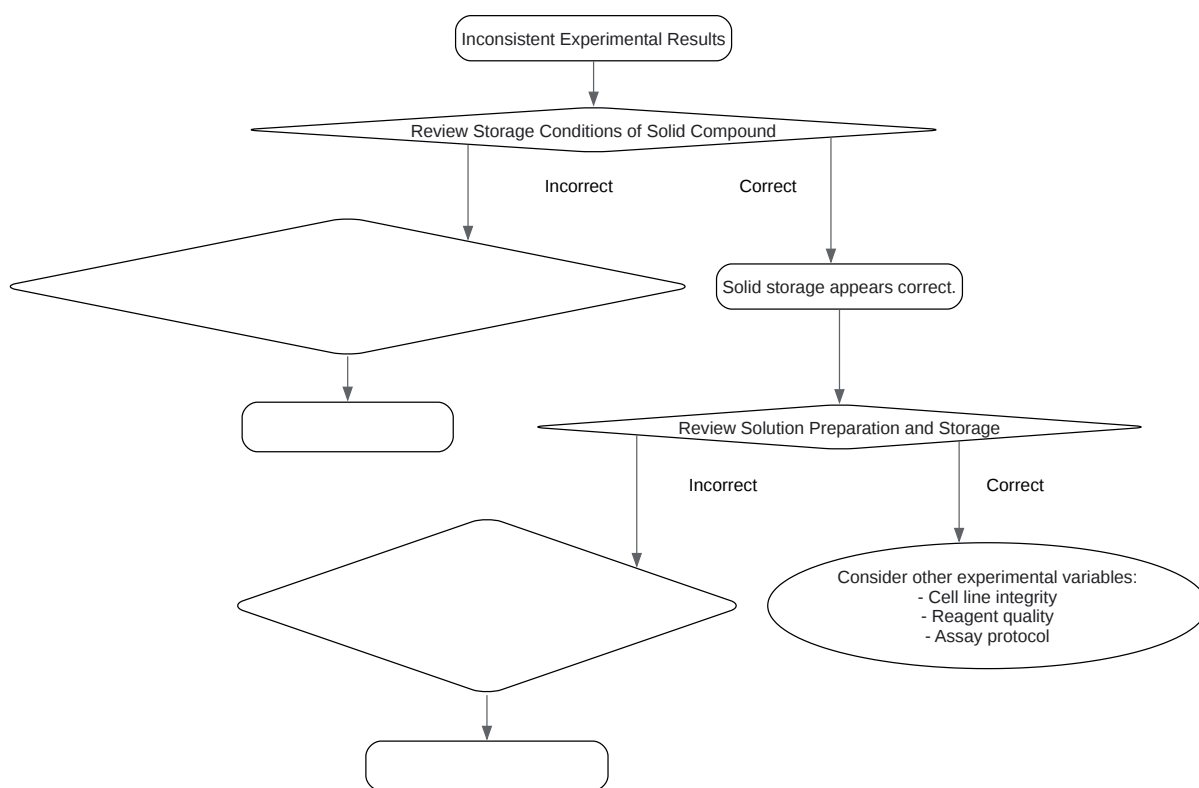 Inconsistent Experimental Results
Review Storage Conditions of Solid Compound
Incorrect
Correct
Solid storage appears correct.
Review Solution Preparation and Storage
Incorrect
Correct
Consider other experimental variables:
- Cell line integrity
- Reagent quality
- Assay protocol